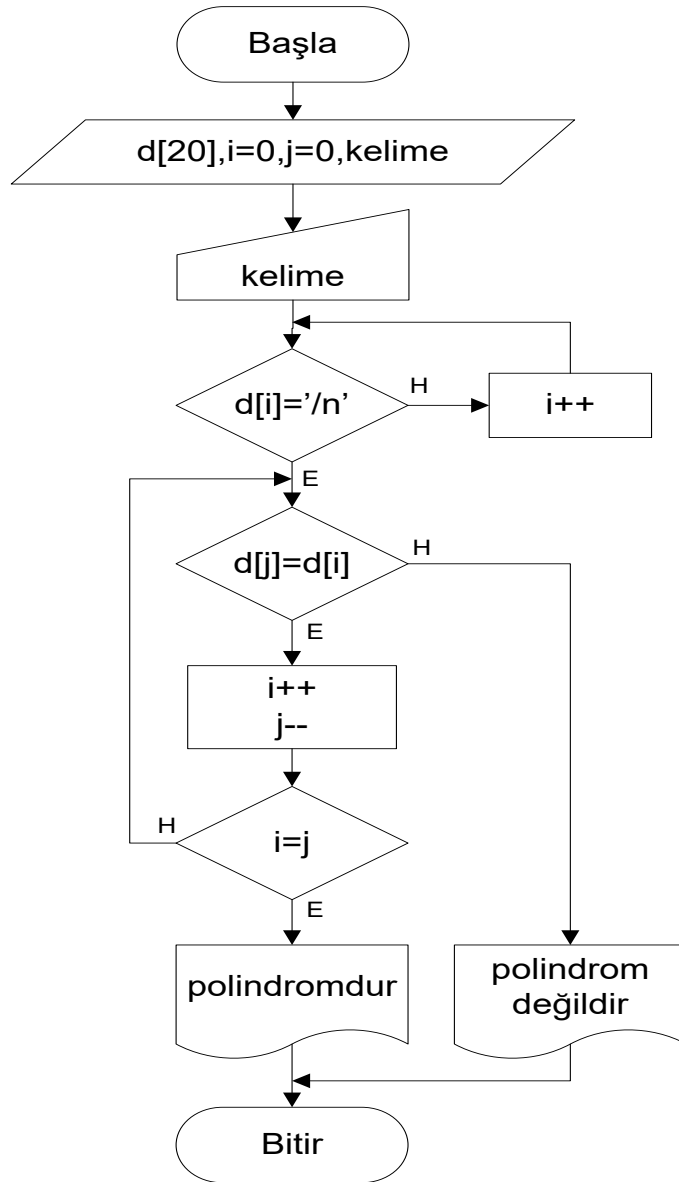 Başla
d[20],i=0,j=0,kelime
kelime
d[i]=’/n’
H
i++
E
d[j]=d[i]
H
E
i++
j--
i=j
H
E
polindromdur
polindrom
değildir
Bitir